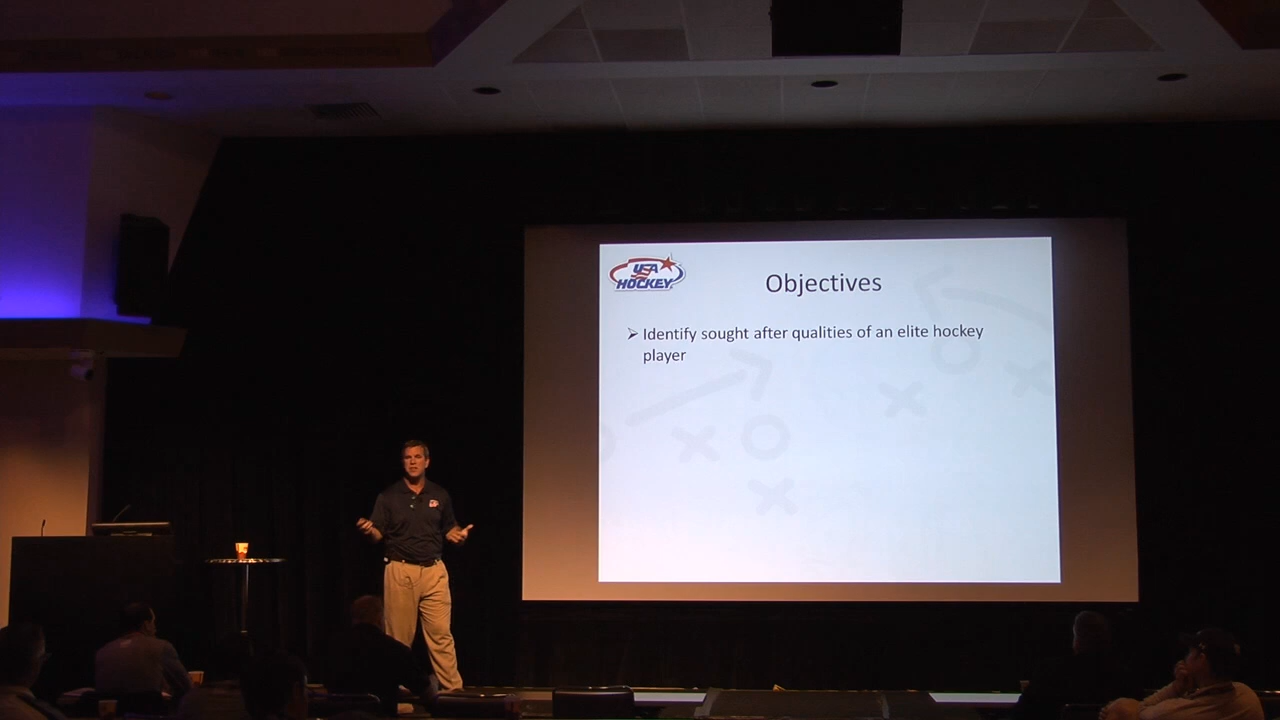 USA
HOCKEY
Objectives
➢ Identify sought after qualities of an elite hockey
player